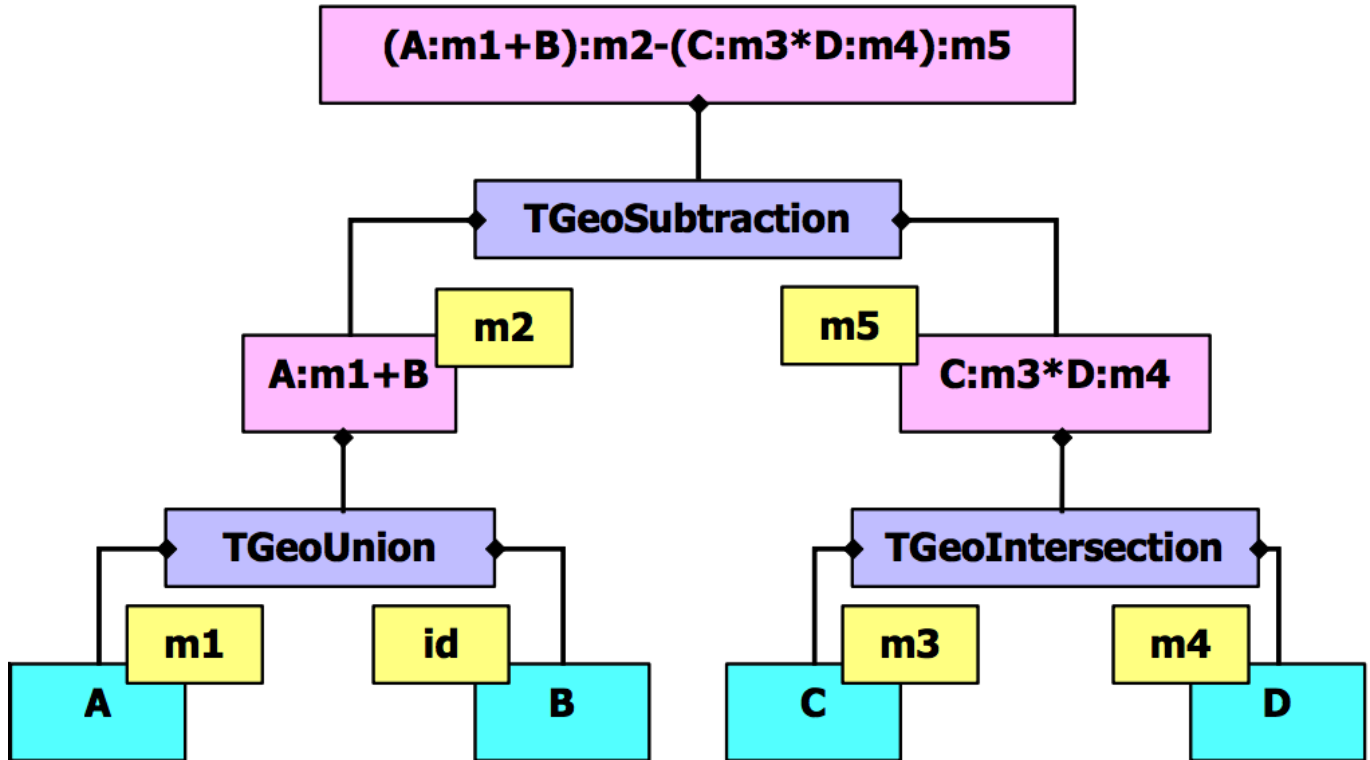 (A:m1+B):m2-(C:m3*D:m4):m5
TGeoSubtraction
m2
m5
A:m1+B
C:m3*D:m4
TGeoUnion
TGeoIntersection
m1
id
m3
m4
A
B
C
D